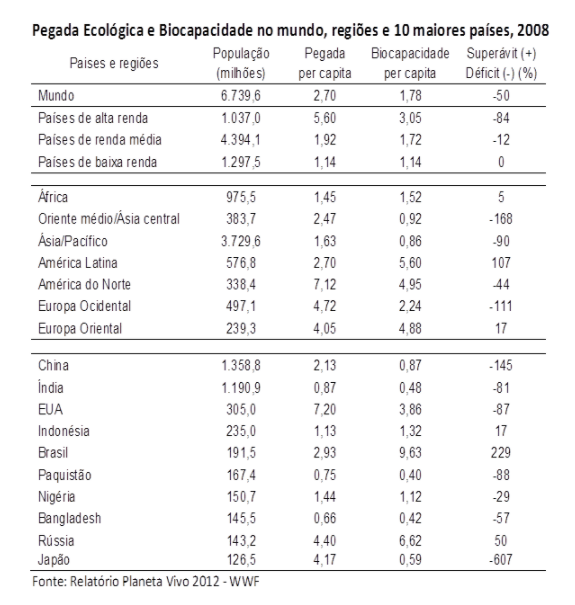 Pegada Ecológica e Biocapacidade no mundo, regiões e 10 maiores países, 2008
Paises e regiões População (milhões) Pegada per capita Biocapacidade per capita Superávit (+) Déficit (-) (%)
Mundo 6.739,6 2,70 1,78 -50
Países de alta renda 1.037,0 5,60 3,05 -84
Países de renda média 4.394,1 1,92 1,72 -12
Países de baixa renda 1.297,5 1,14 1,14 0
África 975,5 1,45 1,52 5
Oriente médio/Ásia central 383,7 2,47 0,92 -168
Ásia/Pacífico 3.729,6 1,63 0,86 -90
América Latina 576,8 2,70 5,60 107
América do Norte 338,4 7,12 4,95 -44
Europa Ocidental 497,1 4,72 2,24 -111
Europa Oriental 239,3 4,05 4,88 17
China 1.358,8 2,13 0,87 -145
Índia 1.190,9 0,87 0,48 -81
EUA 305,0 7,20 3,86 -87
Indonésia 235,0 1,13 1,32 17
Brasil 191,5 2,93 9,63 229
Paquistão 167,4 0,75 0,40 -88
Nigéria 150,7 1,44 1,12 -29
Bangladesh 145,5 0,66 0,42 -57
Rússia 143,2 4,40 6,62 50
Japão 126,5 4,17 0,59 -607
Fonte: Relatório Planeta Vivo 2012 - WWF